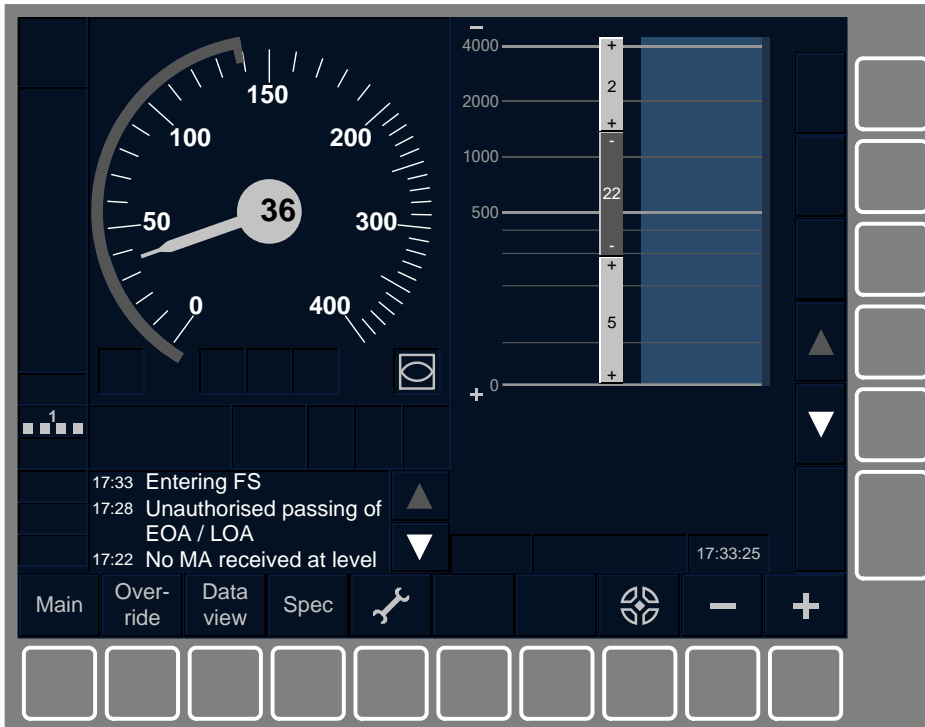 150
100
200
50
36
300
0
400
1
17:33 Entering FS
17:28 Unauthorised passing of
EOA / LOA
17:22 No MA received at level
4000
2000
1000
500
0
+
2
+
-
22
-
+
5
+
17:33:25
Main
Over-
ride
Data
view
Spec